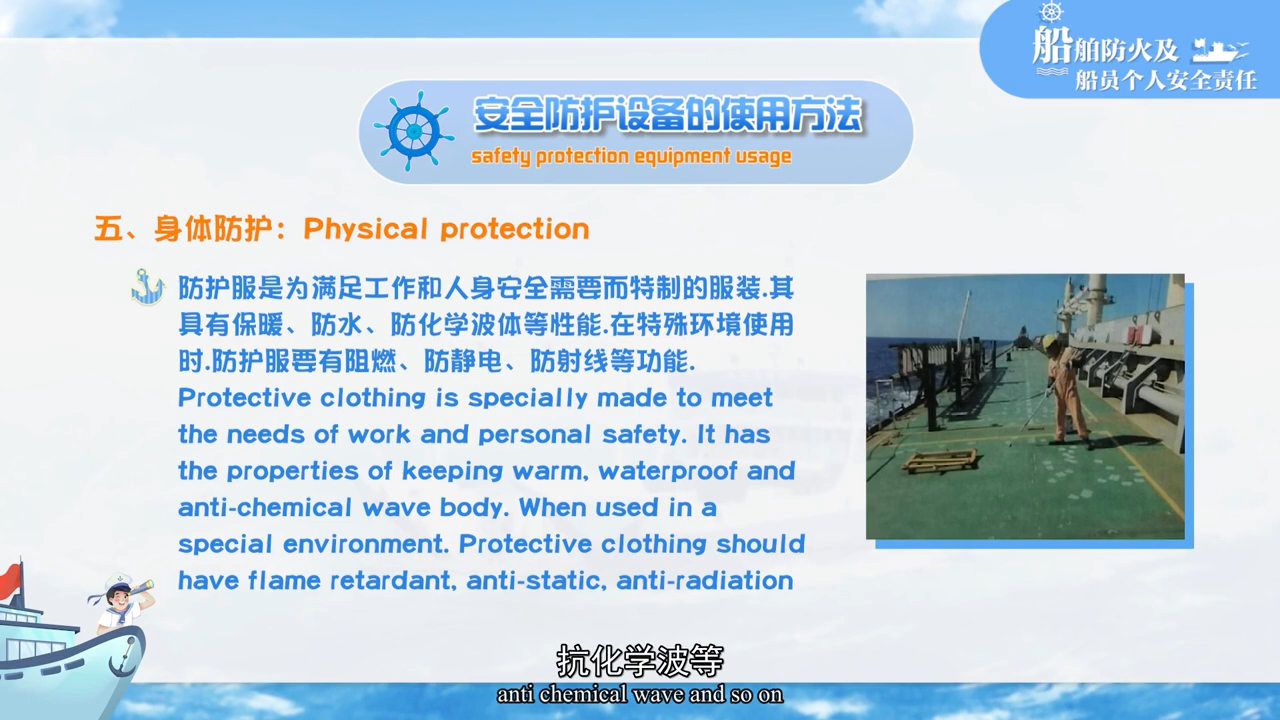 船舶防火及
船员个人安全责任
安全防护设备的使用方法
safety protection equipment usage
五、身体防护：Physical protection
防护服是为满足工作和人身安全需要而特制的服装.其
具有保暖、防水、防化学波体等性能.在特殊环境使用
时.防护服要有阻燃、防静电、防射线等功能.
Protective clothing is specially made to meet
the needs of work and personal safety. It has
the properties of keeping warm, waterproof and
anti-chemical wave body. When used in a
special environment. Protective clothing should
have flame retardant, anti-static, anti-radiation
抗化学波等
anti chemical wave and so on